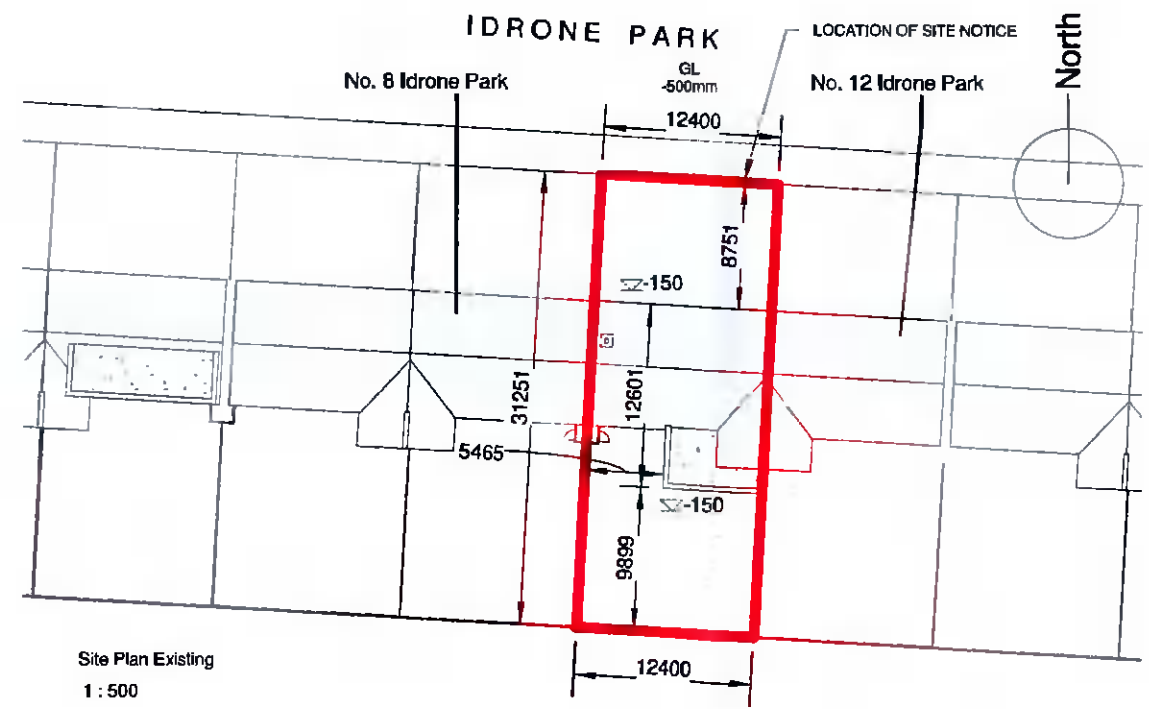 IDRONE PARK
LOCATION OF SITE NOTICE
North
GL
-500mm
No. 8 Idrone Park
No. 12 Idrone Park
12400
8751
-150
31251
12601
5465
-150
9899
12400
Site Plan Existing
1 : 500